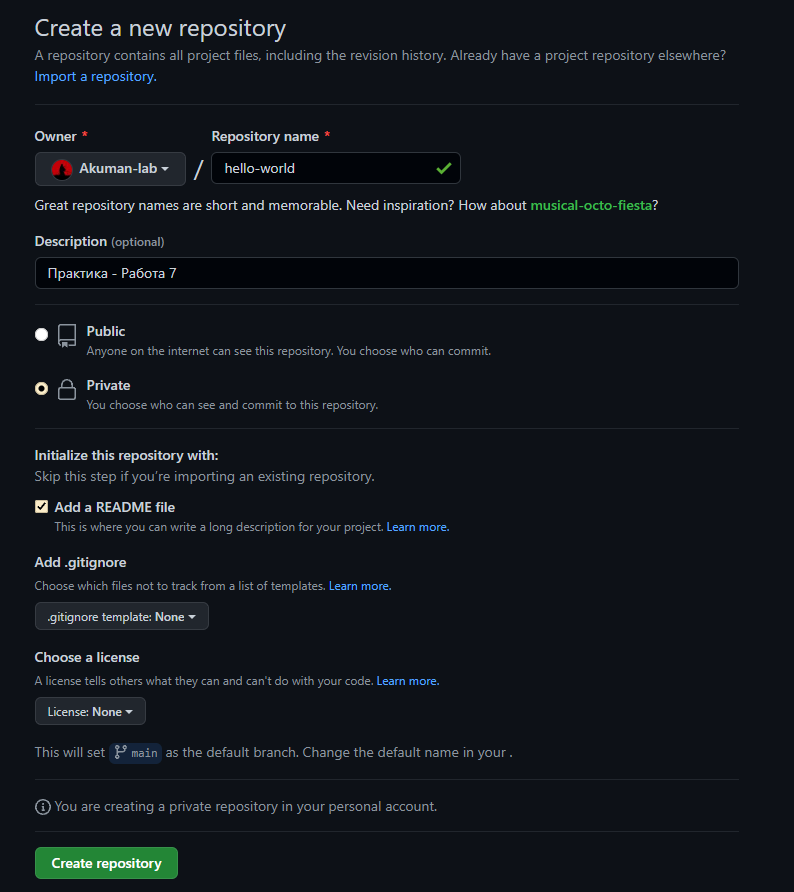 Create a new repository
A repository contains all project files, including the revision history. Already have a project repository elsewhere?
Import a repository.
Owner * Repository name *
Akuman-lab / hello-world
Great repository names are short and memorable. Need inspiration? How about musical-octo-fiesta?
Description (optional)
Практика - Работа 7
Public
Anyone on the internet can see this repository. You choose who can commit.
Private
You choose who can see and commit to this repository.
Initialize this repository with:
Skip this step if you're importing an existing repository.
Add a README file
This is where you can write a long description for your project. Learn more.
Add .gitignore
Choose which files not to track from a list of templates. Learn more.
.gitignore template: None
Choose a license
A license tells others what they can and can't do with your code. Learn more.
License: None
This will set main as the default branch. Change the default name in your .
You are creating a private repository in your personal account.
Create repository